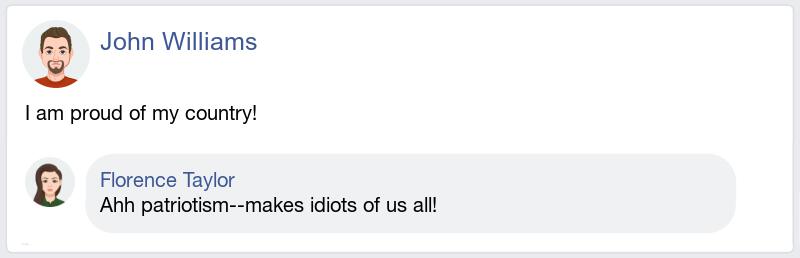 John Williams
I am proud of my country!
Florence Taylor
Ahh patriotism--makes idiots of us all!